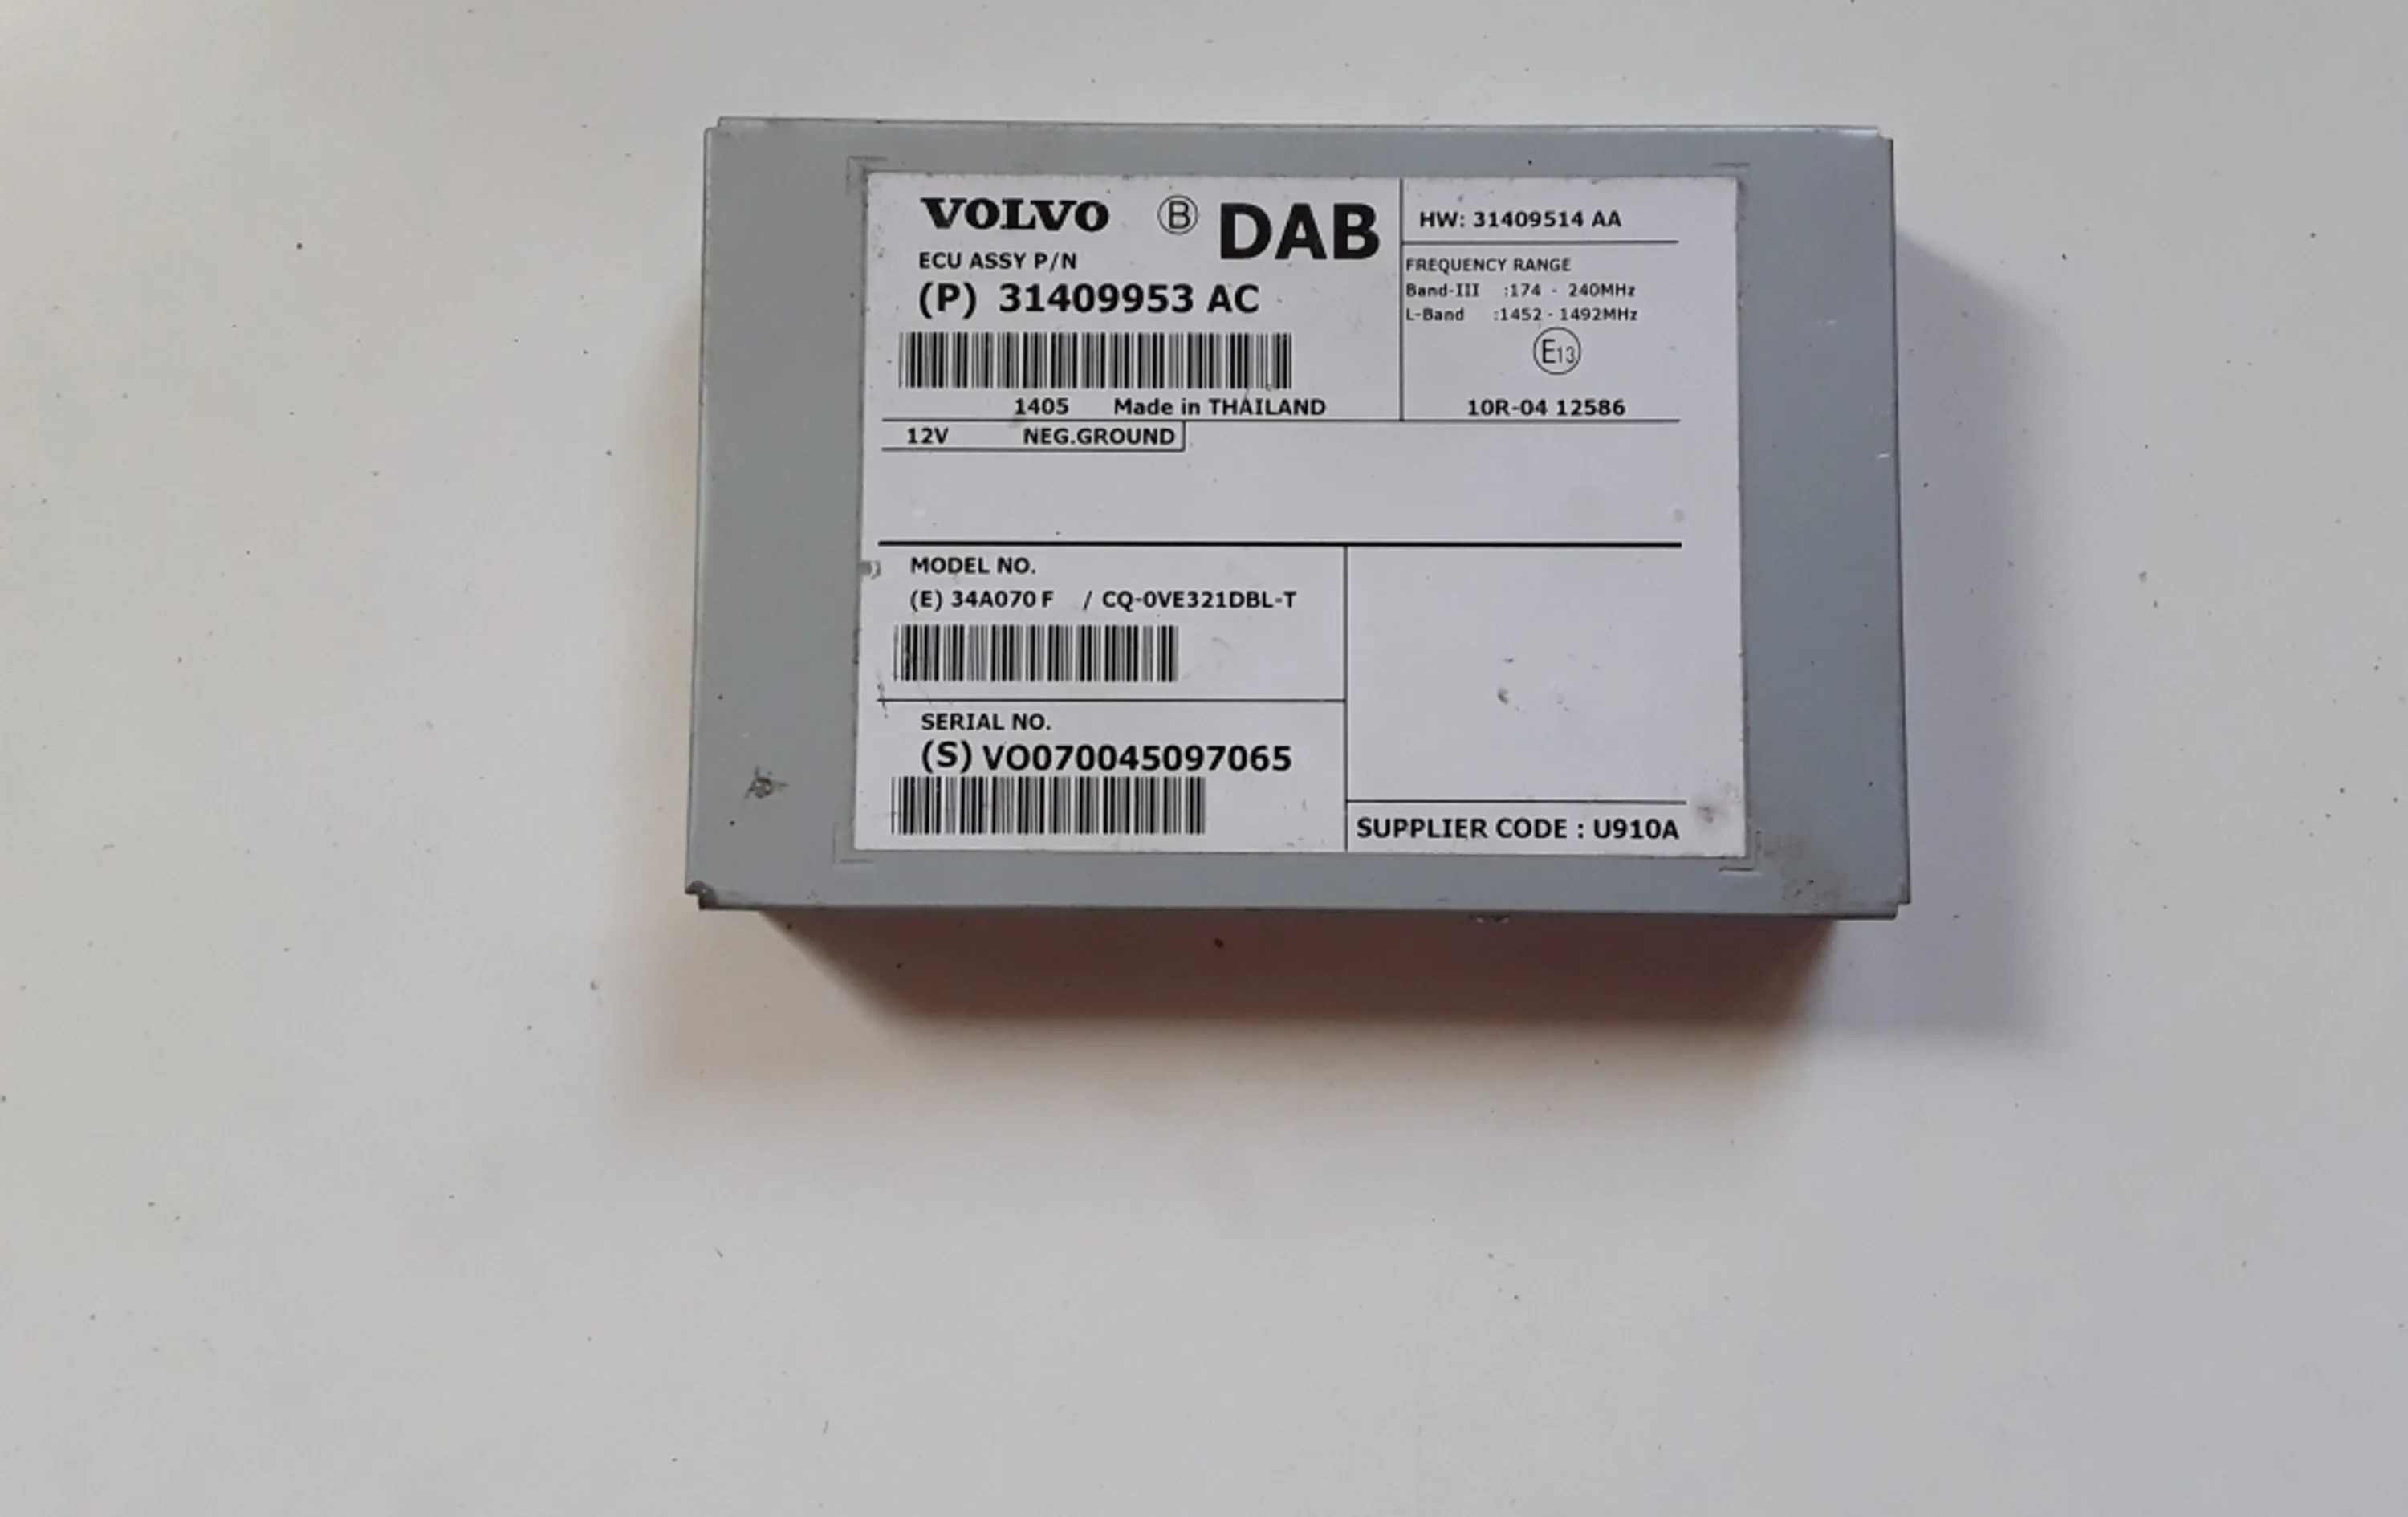 VOLVO Ⓑ DAB
ECU ASSY P/N
(P) 31409953 AC
1405 Made in THAILAND
HW: 31409514 AA
FREQUENCY RANGE
Band-III :174 - 240MHz
L-Band :1452 - 1492MHz
E13
10R-04 12586
12V NEG.GROUND
MODEL NO.
(E) 34A070 F / CQ-0VE321DBL-T
SERIAL NO.
(S) VO070045097065
SUPPLIER CODE : U910A